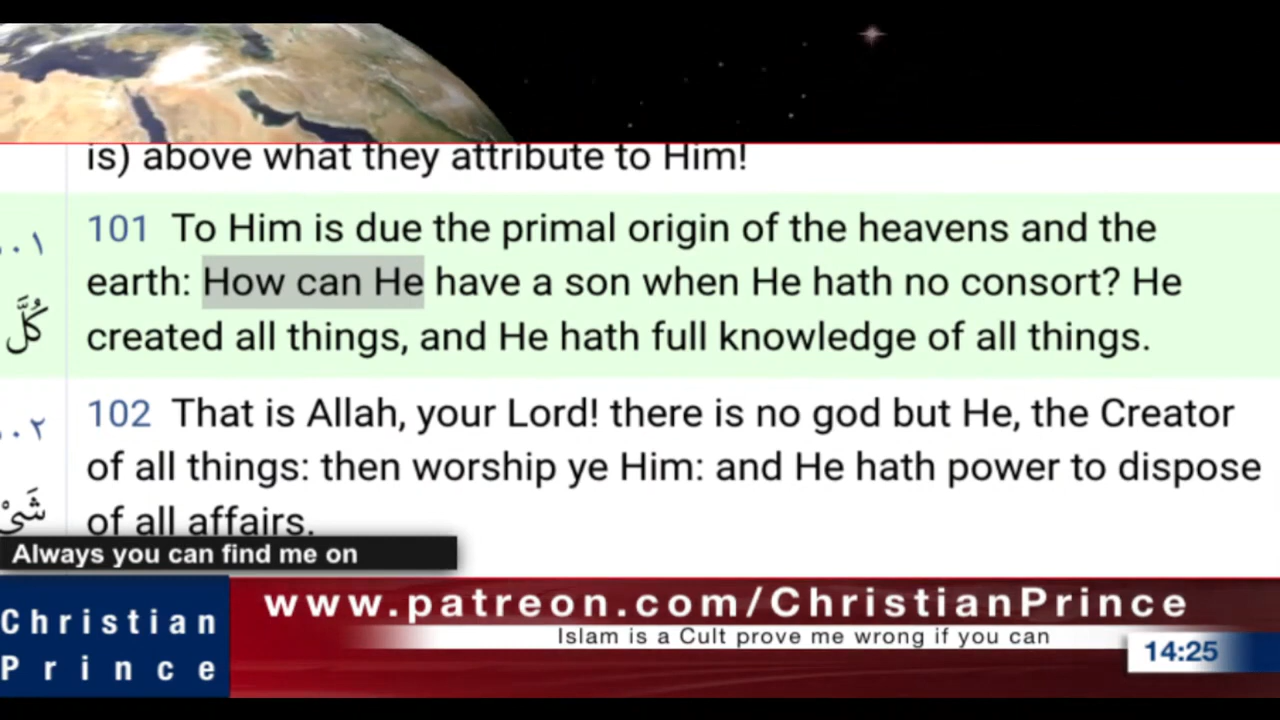 is) above what they attribute to Him!
101 To Him is due the primal origin of the heavens and the
earth: How can He have a son when He hath no consort? He
كُلَّ
created all things, and He hath full knowledge of all things.
102 That is Allah, your Lord! there is no god but He, the Creator
of all things: then worship ye Him: and He hath power to dispose
of all affairs.
Always you can find me on
www.patreon.com/ChristianPrince
Islam is a Cult prove me wrong if you can
Christian
Prince
14:25